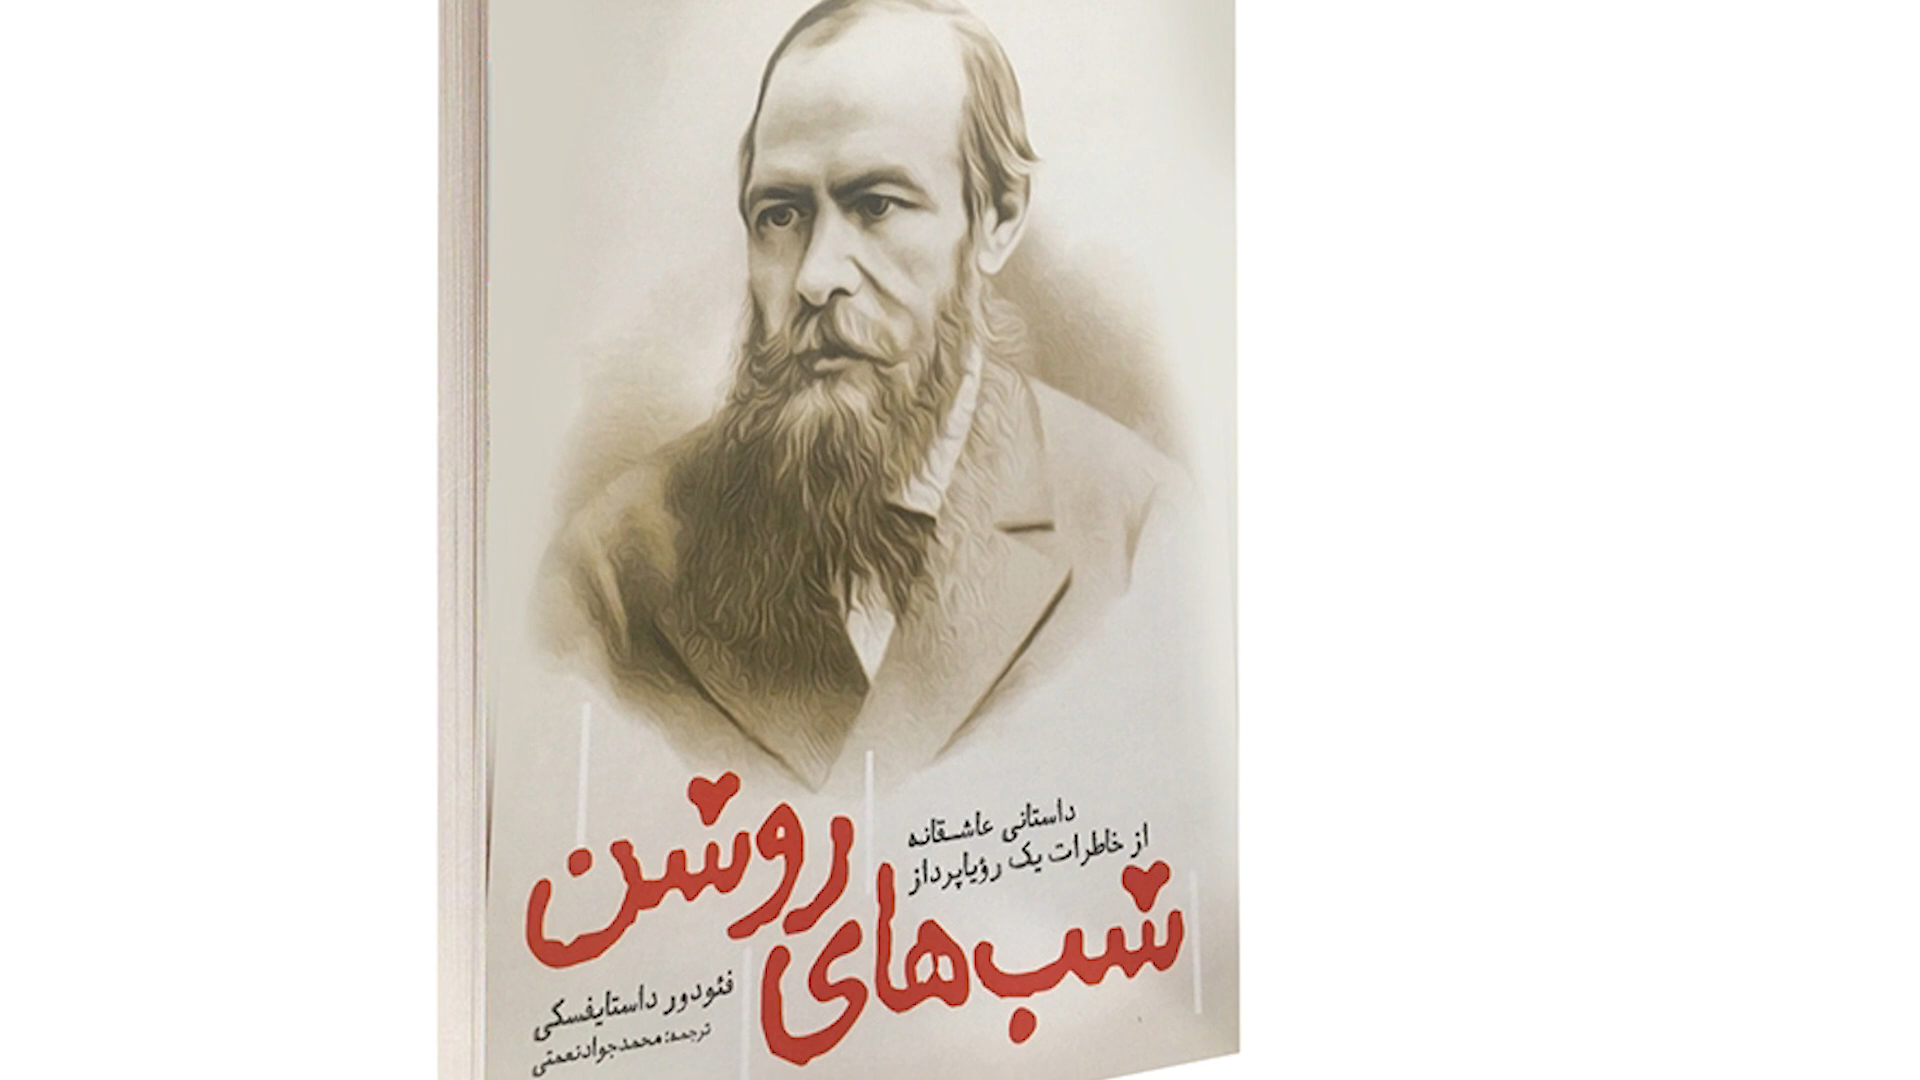 داستانی عاشقانه
از خاطرات یک رؤیاپرداز
شب‌های
روشن
فئودور داستایفسکی
ترجمه: محمدجواد نعمتی